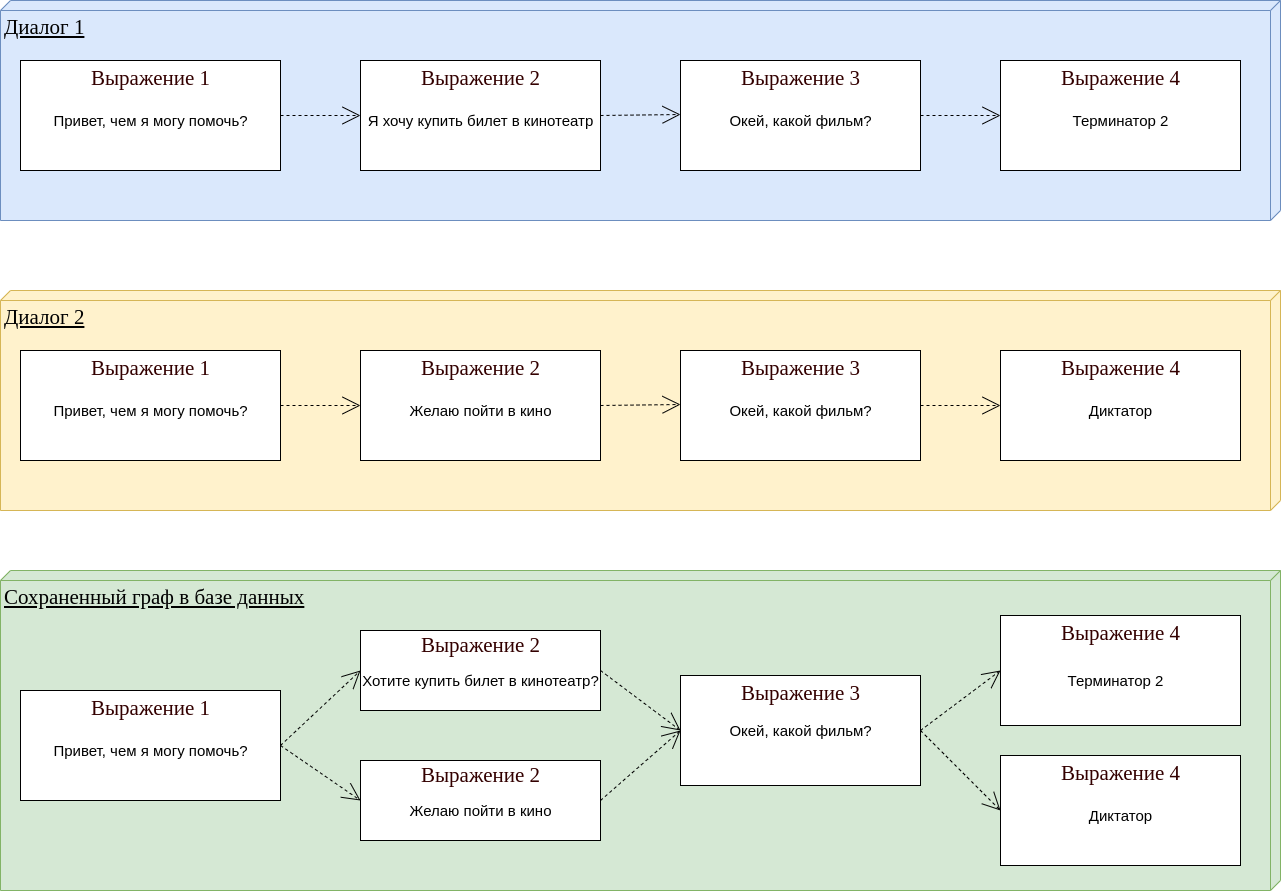 Диалог 1
Выражение 1
Привет, чем я могу помочь?
Выражение 2
Я хочу купить билет в кинотеатр
Выражение 3
Окей, какой фильм?
Выражение 4
Терминатор 2
Диалог 2
Выражение 1
Привет, чем я могу помочь?
Выражение 2
Желаю пойти в кино
Выражение 3
Окей, какой фильм?
Выражение 4
Диктатор
Сохраненный граф в базе данных
Выражение 1
Привет, чем я могу помочь?
Выражение 2
Хотите купить билет в кинотеатр?
Выражение 2
Желаю пойти в кино
Выражение 3
Окей, какой фильм?
Выражение 4
Терминатор 2
Выражение 4
Диктатор